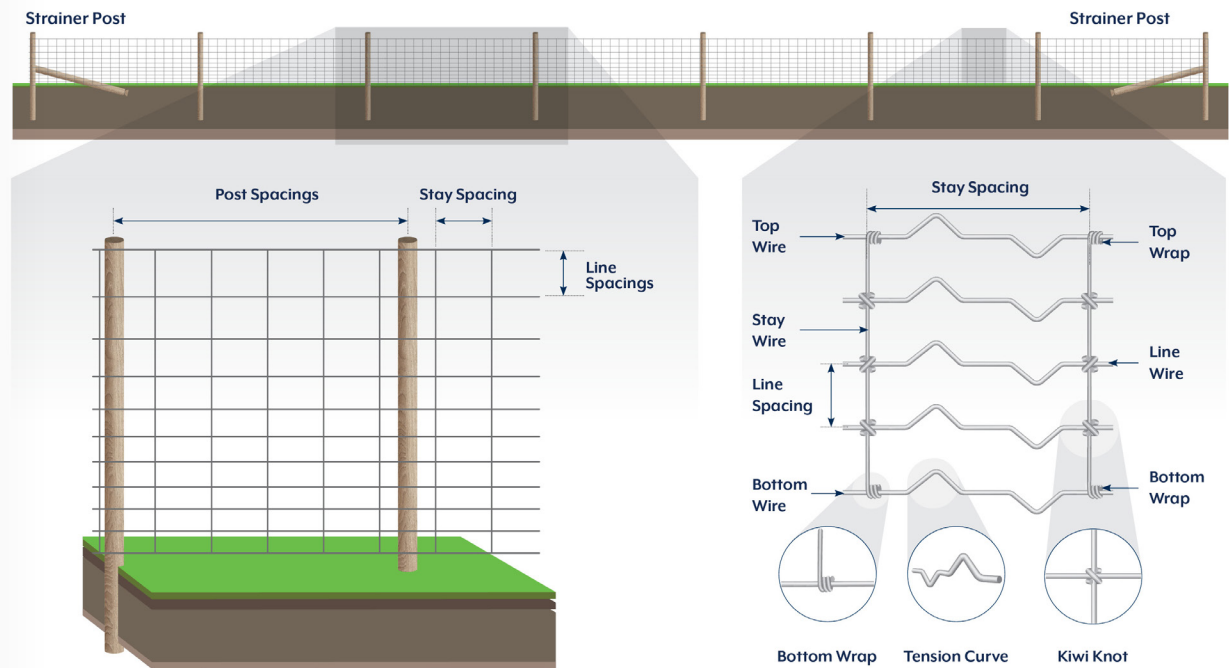 Strainer Post
Strainer Post
Post Spacings
Stay Spacing
Line
Spacings
Stay Spacing
Top
Wire
Top
Wrap
Stay
Wire
Line
Wire
Line
Spacing
Bottom
Wire
Bottom
Wrap
Bottom Wrap
Tension Curve
Kiwi Knot